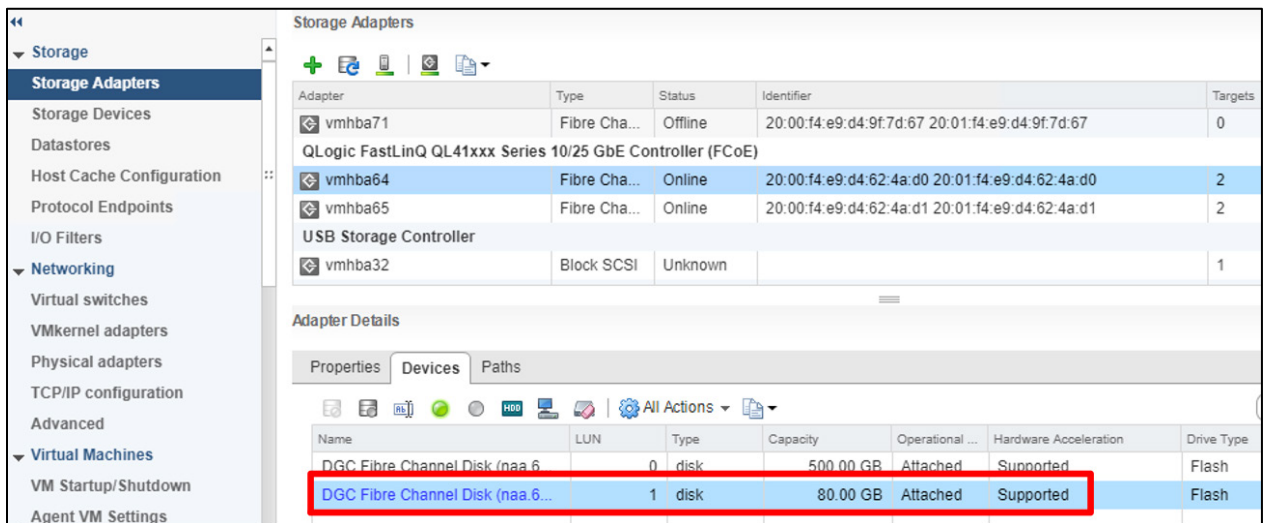 Storage
Storage Adapters
Storage Devices
Datastores
Host Cache Configuration
Protocol Endpoints
I/O Filters
Networking
Virtual switches
VMkernel adapters
Physical adapters
TCP/IP configuration
Advanced
Virtual Machines
VM Startup/Shutdown
Agent VM Settings
Storage Adapters
Adapter Type Status Identifier Targets
vmhba71 Fibre Cha... Offline 20:00:f4:e9:d4:9f:7d:67 20:01:f4:e9:d4:9f:7d:67 0
QLogic FastLinQ QL41xxx Series 10/25 GbE Controller (FCoE)
vmhba64 Fibre Cha... Online 20:00:f4:e9:d4:62:4a:d0 20:01:f4:e9:d4:62:4a:d0 2
vmhba65 Fibre Cha... Online 20:00:f4:e9:d4:62:4a:d1 20:01:f4:e9:d4:62:4a:d1 2
USB Storage Controller
vmhba32 Block SCSI Unknown 1
Adapter Details
Properties Devices Paths
All Actions
Name LUN Type Capacity Operational ... Hardware Acceleration Drive Type
DGC Fibre Channel Disk (naa.6... 0 disk 500.00 GB Attached Supported Flash
DGC Fibre Channel Disk (naa.6... 1 disk 80.00 GB Attached Supported Flash